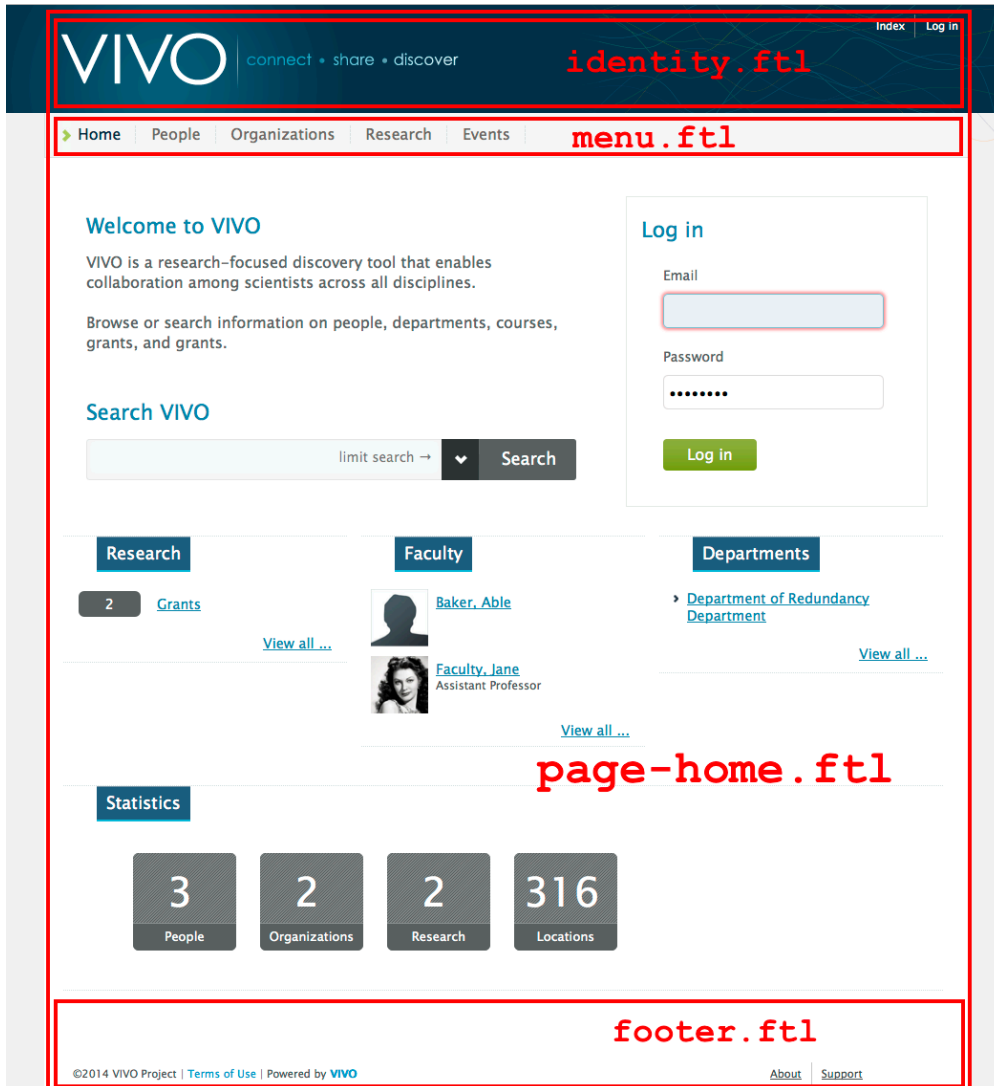 Index Log in
VIVO connect • share • discover
identity.ftl
Home People Organizations Research Events
menu.ftl
Welcome to VIVO
VIVO is a research-focused discovery tool that enables
collaboration among scientists across all disciplines.
Browse or search information on people, departments, courses,
grants, and grants.
Search VIVO
limit search → Search
Log in
Email
Password
••••••••
Log in
Research
2 Grants
View all ...
Faculty
Baker, Able
Faculty, Jane
Assistant Professor
View all ...
Departments
Department of Redundancy
Department
View all ...
page-home.ftl
Statistics
3
People
2
Organizations
2
Research
316
Locations
footer.ftl
©2014 VIVO Project | Terms of Use | Powered by VIVO
About Support